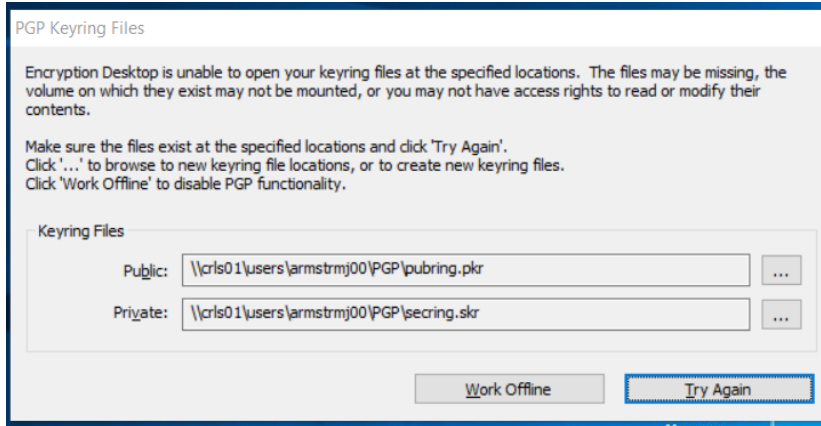 PGP Keyring Files
Encryption Desktop is unable to open your keyring files at the specified locations.  The files may be missing, the
volume on which they exist may not be mounted, or you may not have access rights to read or modify their
contents.
Make sure the files exist at the specified locations and click 'Try Again'.
Click '...' to browse to new keyring file locations, or to create new keyring files.
Click 'Work Offline' to disable PGP functionality.
Keyring Files
Public: \\crls01\users\armstrmj00\PGP\pubring.pkr ...
Private: \\crls01\users\armstrmj00\PGP\secring.skr ...
Work Offline Try Again